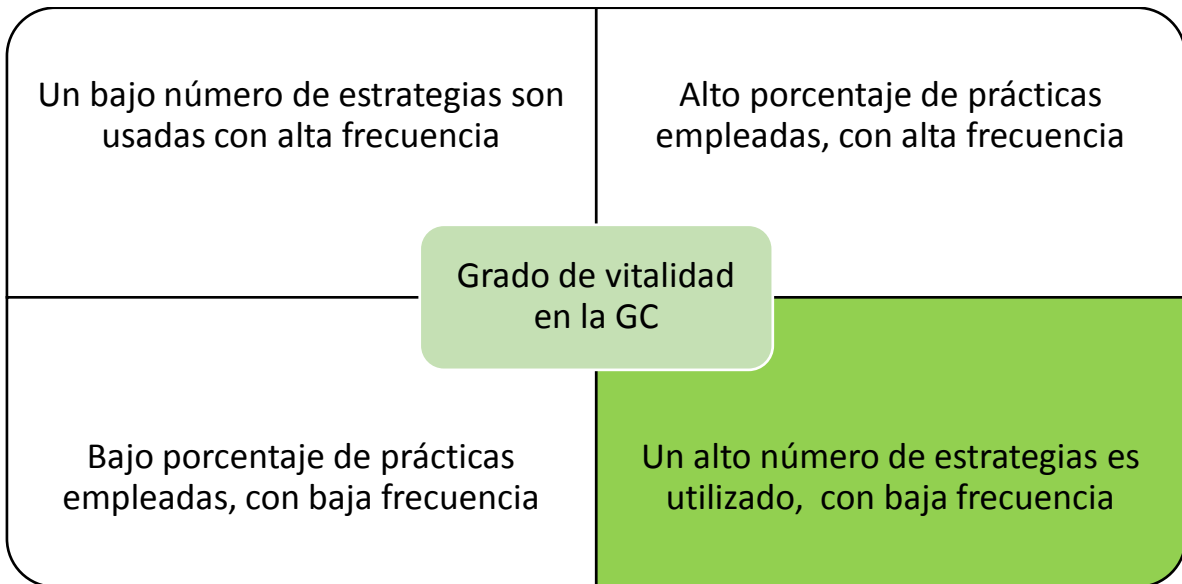 Un bajo número de estrategias son
usadas con alta frecuencia
Alto porcentaje de prácticas
empleadas, con alta frecuencia
Grado de vitalidad
en la GC
Bajo porcentaje de prácticas
empleadas, con baja frecuencia
Un alto número de estrategias es
utilizado, con baja frecuencia